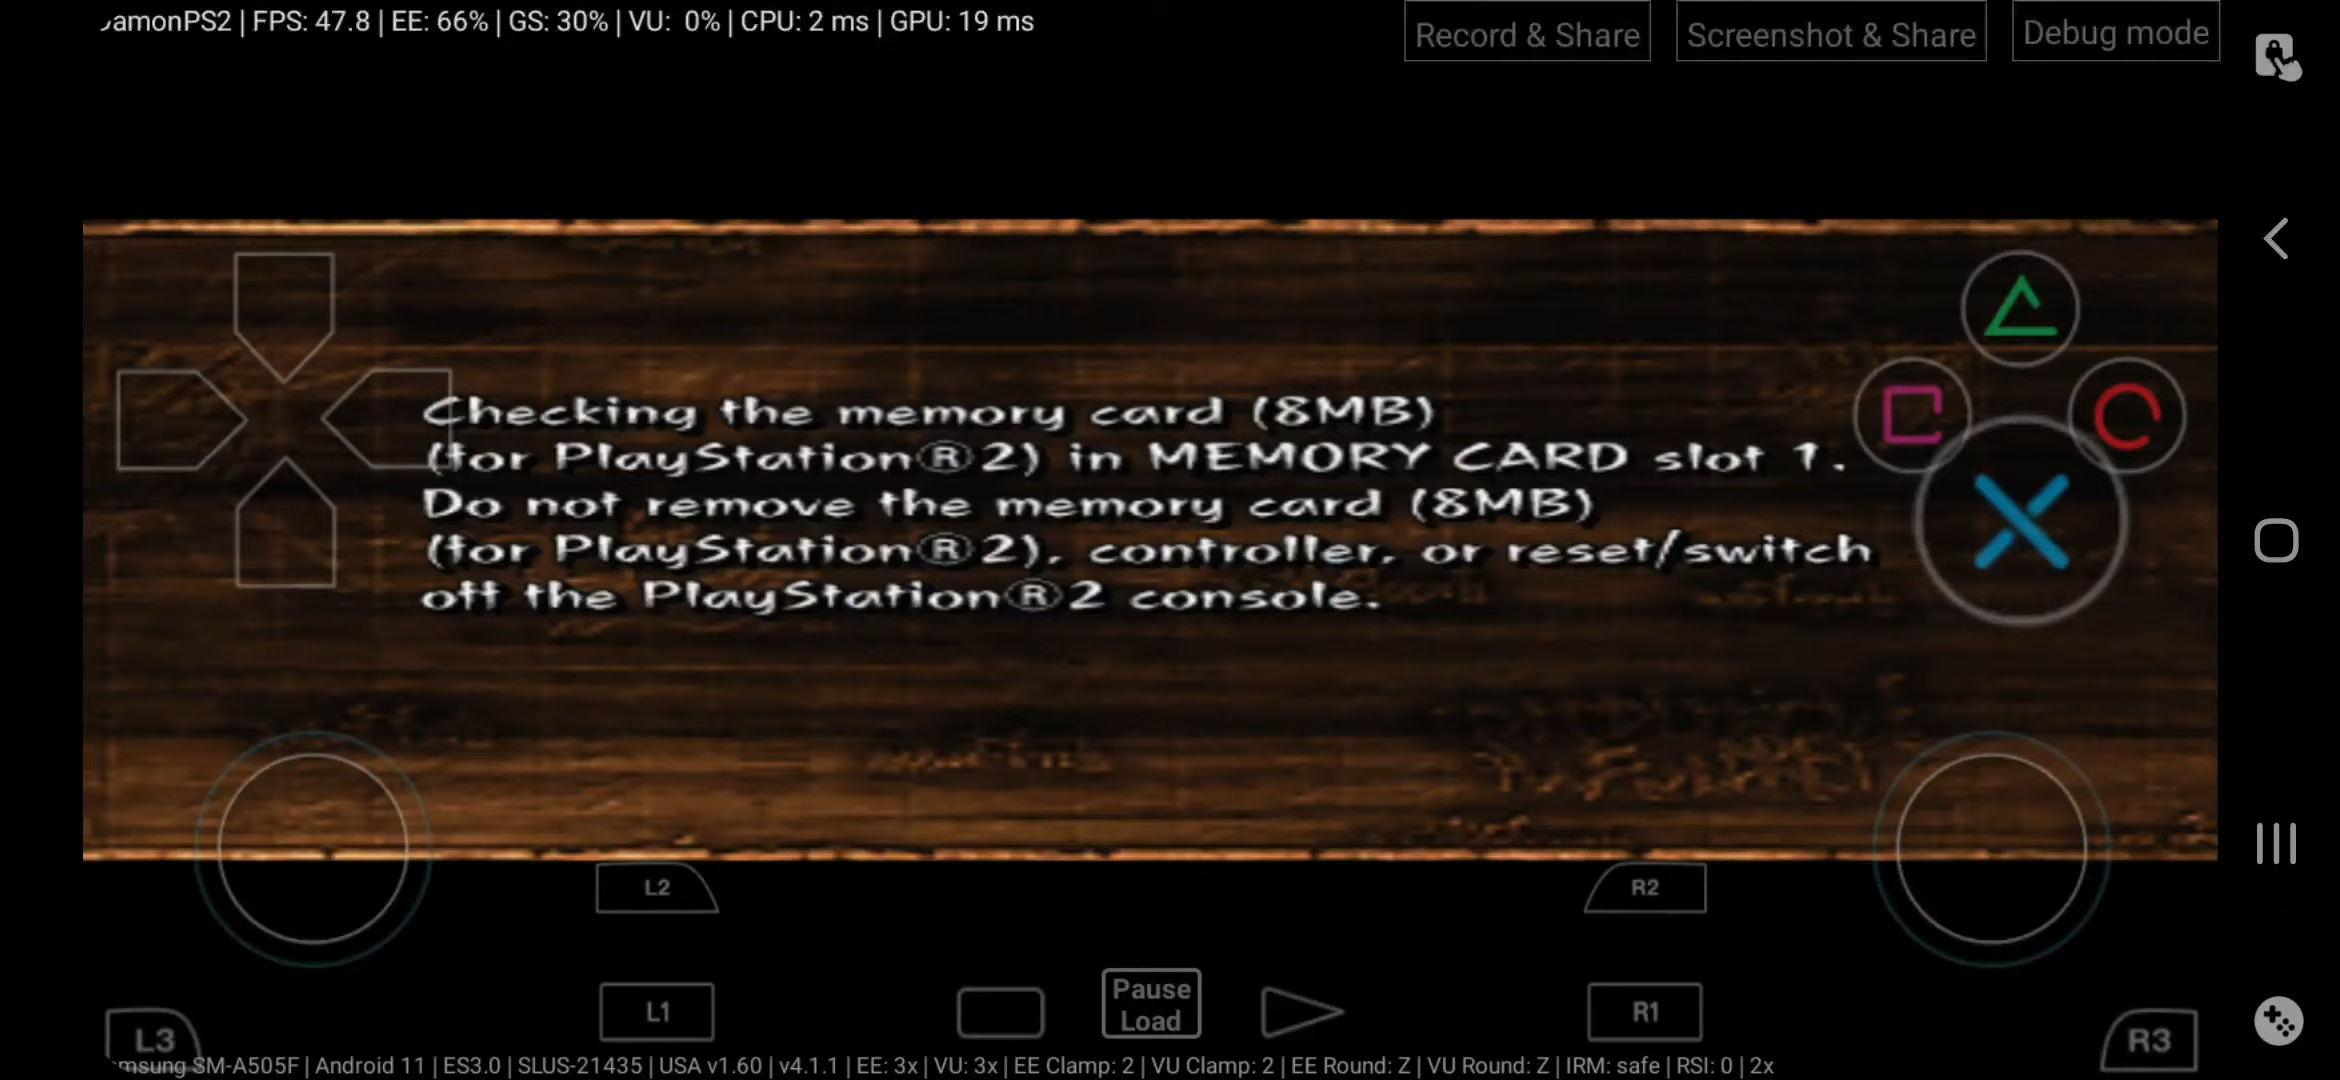 amonPS2 | FPS: 47.8 | EE: 66% | GS: 30% | VU: 0% | CPU: 2 ms | GPU: 19 ms
Record & Share
Screenshot & Share
Debug mode
Checking the memory card (8MB)
(for PlayStation®2) in MEMORY CARD slot 1.
Do not remove the memory card (8MB)
(for PlayStation®2), controller, or reset/switch
off the PlayStation®2 console.
L2
R2
L1
Pause
Load
R1
L3
R3
msung SM-A505F | Android 11 | ES3.0 | SLUS-21435 | USA v1.60 | v4.1.1 | EE: 3x | VU: 3x | EE Clamp: 2 | VU Clamp: 2 | EE Round: Z | VU Round: Z | IRM: safe | RSI: 0 | 2x